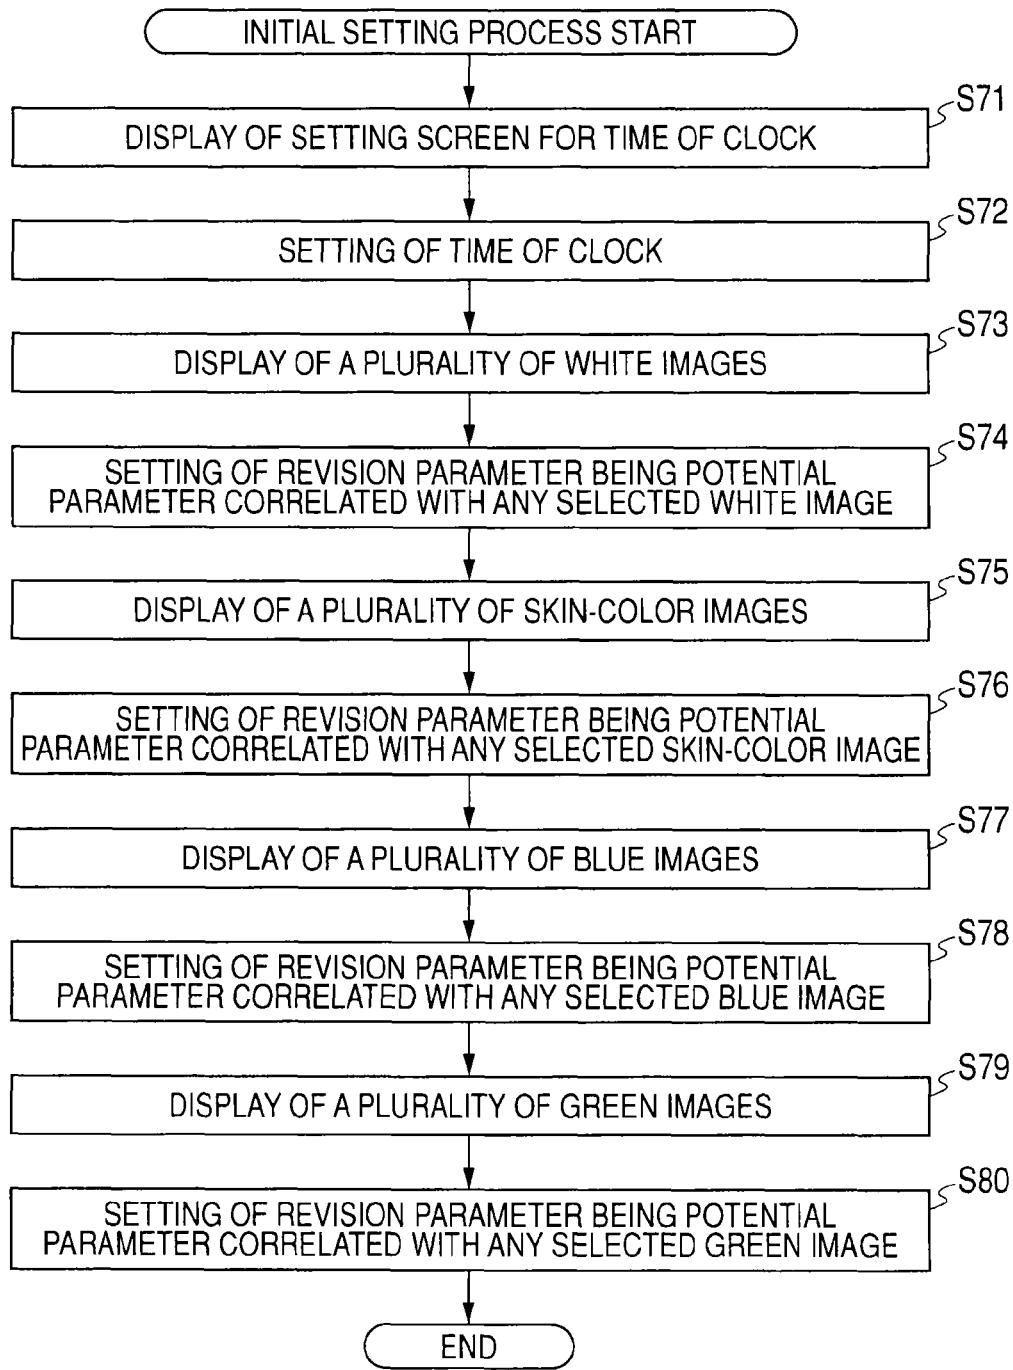 INITIAL SETTING PROCESS START
S71
DISPLAY OF SETTING SCREEN FOR TIME OF CLOCK
S72
SETTING OF TIME OF CLOCK
S73
DISPLAY OF A PLURALITY OF WHITE IMAGES
S74
SETTING OF REVISION PARAMETER BEING POTENTIAL
PARAMETER CORRELATED WITH ANY SELECTED WHITE IMAGE
S75
DISPLAY OF A PLURALITY OF SKIN-COLOR IMAGES
S76
SETTING OF REVISION PARAMETER BEING POTENTIAL
PARAMETER CORRELATED WITH ANY SELECTED SKIN-COLOR IMAGE
S77
DISPLAY OF A PLURALITY OF BLUE IMAGES
S78
SETTING OF REVISION PARAMETER BEING POTENTIAL
PARAMETER CORRELATED WITH ANY SELECTED BLUE IMAGE
S79
DISPLAY OF A PLURALITY OF GREEN IMAGES
S80
SETTING OF REVISION PARAMETER BEING POTENTIAL
PARAMETER CORRELATED WITH ANY SELECTED GREEN IMAGE
END